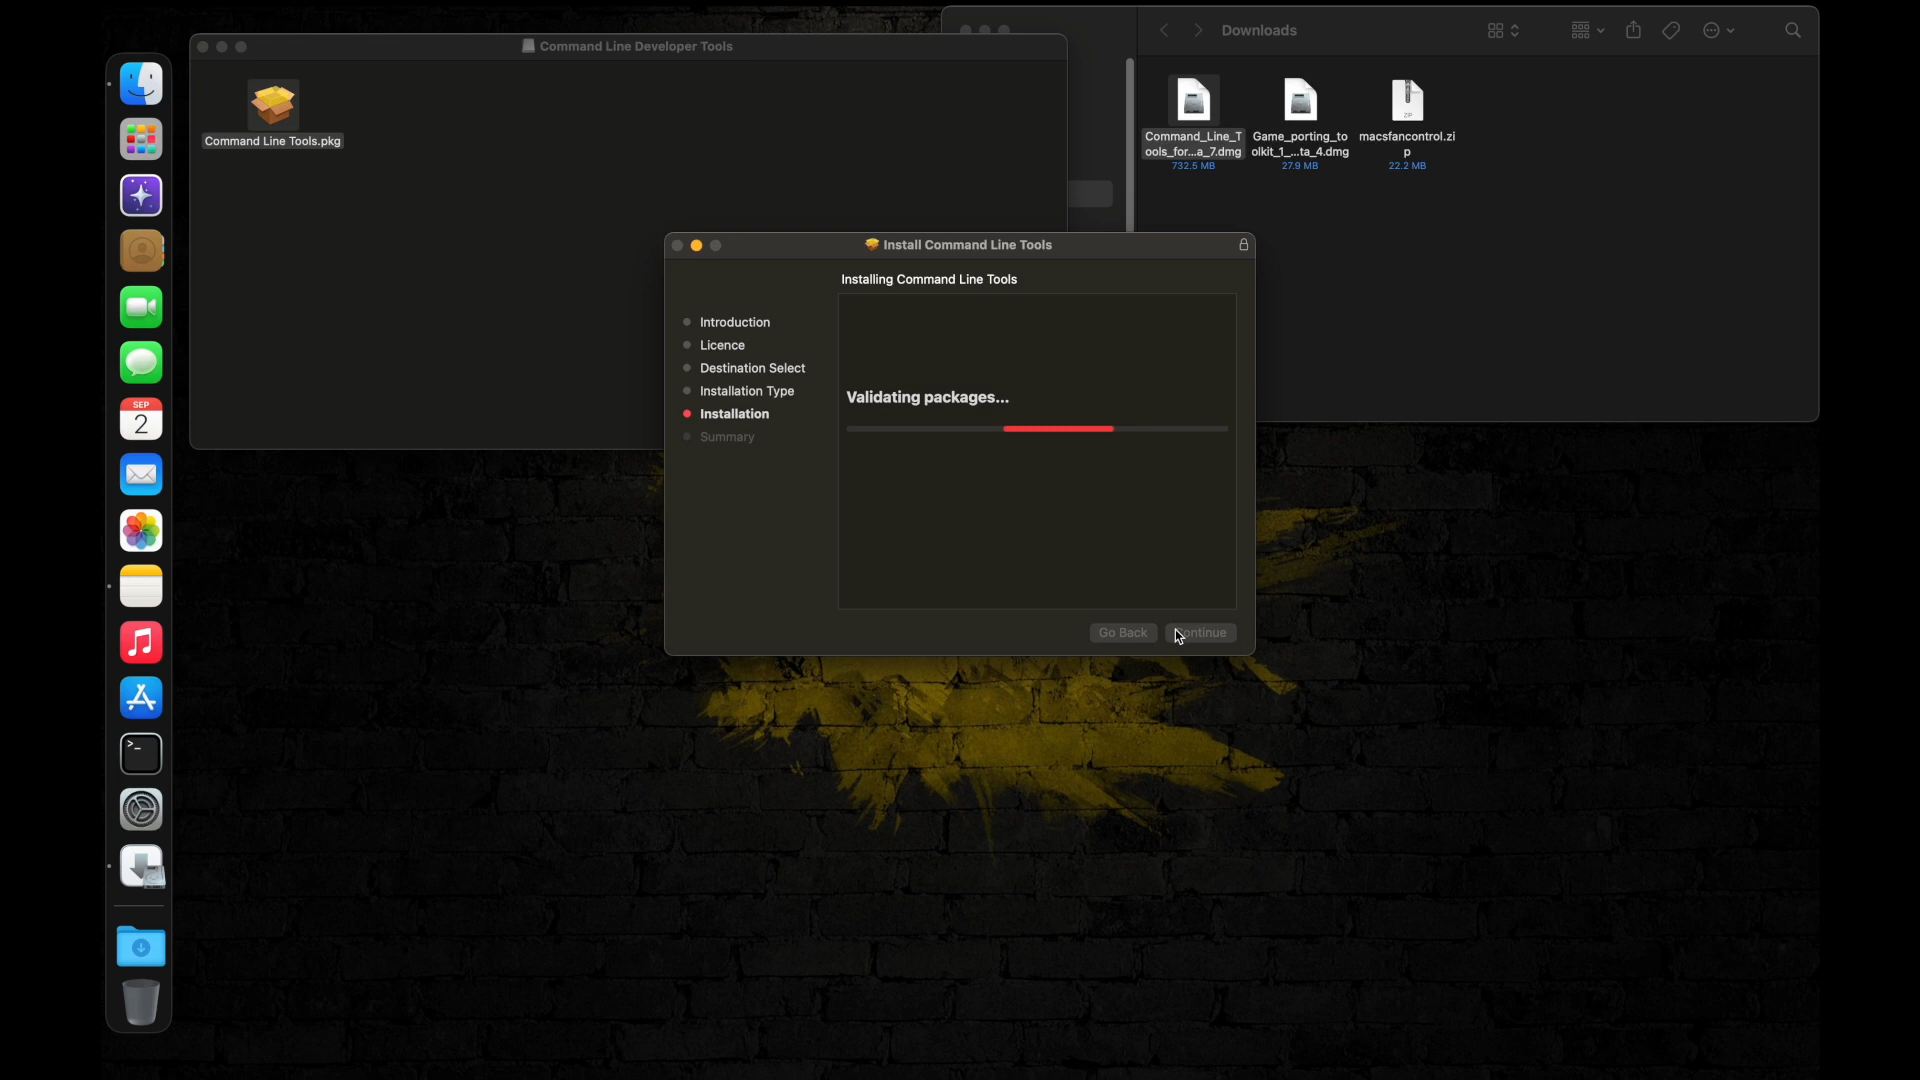 Command Line Developer Tools
Command Line Tools.pkg
Downloads
Command_Line_T
ools_for...a_7.dmg
732.5 MB
Game_porting_to
olkit_1_...ta_4.dmg
27.9 MB
ZIP
macsfancontrol.zi
p
22.2 MB
Install Command Line Tools
Installing Command Line Tools
Introduction
Licence
Destination Select
Installation Type
Installation
Summary
Validating packages...
Go Back
Continue
SEP
2
>_